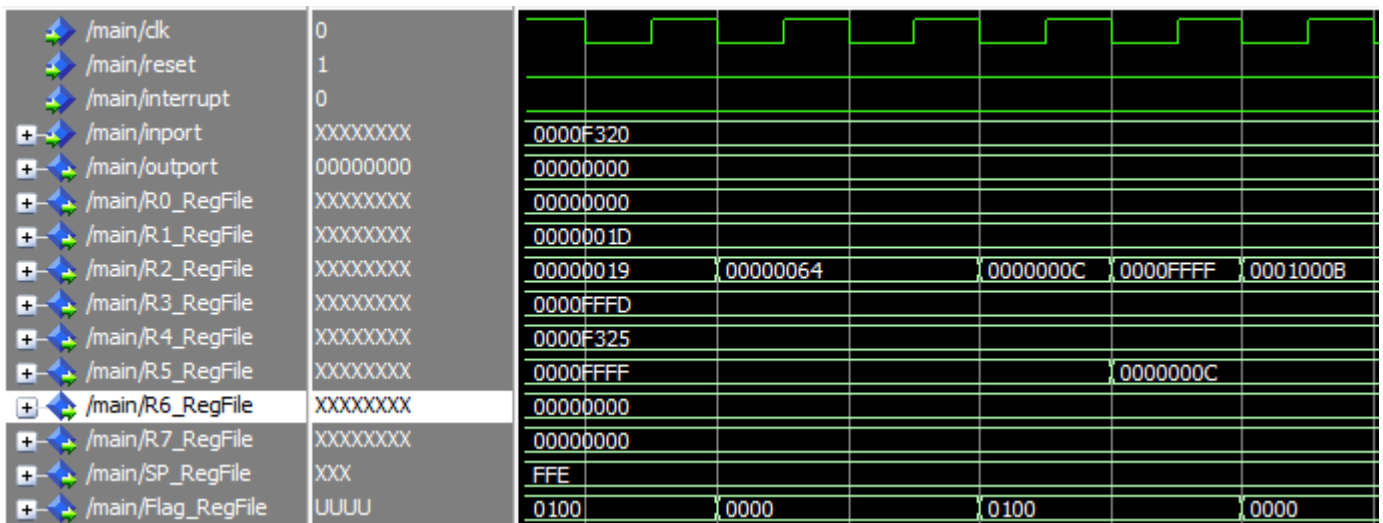 /main/clk 0
/main/reset 1
/main/interrupt 0
/main/inport XXXXXXXX 0000F320
/main/outport 00000000 00000000
/main/R0_RegFile XXXXXXXX 00000000
/main/R1_RegFile XXXXXXXX 0000001D
/main/R2_RegFile XXXXXXXX 00000019 00000064 0000000C 0000FFFF 0001000B
/main/R3_RegFile XXXXXXXX 0000FFFD
/main/R4_RegFile XXXXXXXX 0000F325
/main/R5_RegFile XXXXXXXX 0000FFFF 0000000C
/main/R6_RegFile XXXXXXXX 00000000
/main/R7_RegFile XXXXXXXX 00000000
/main/SP_RegFile XXX FFE
/main/Flag_RegFile UUUU 0100 0000 0100 0000